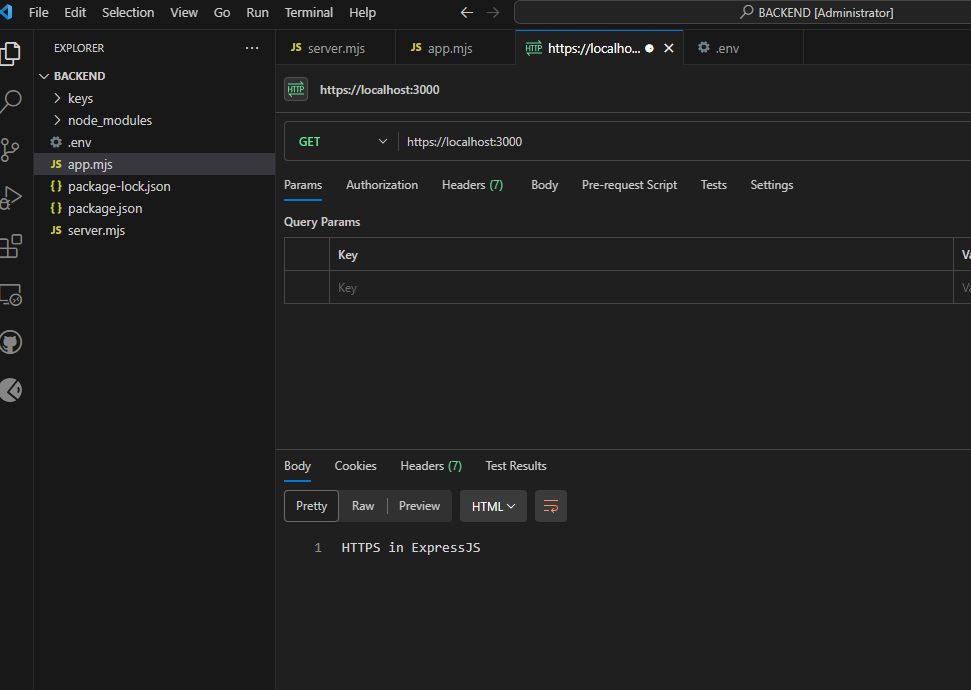 File Edit Selection View Go Run Terminal Help BACKEND [Administrator]
EXPLORER ...
JS server.mjs JS app.mjs HTTP https://localho... .env
BACKEND
keys
node_modules
.env
JS app.mjs
{} package-lock.json
{} package.json
JS server.mjs
HTTP https://localhost:3000
GET https://localhost:3000
Params Authorization Headers (7) Body Pre-request Script Tests Settings
Query Params
Key
Key
Body Cookies Headers (7) Test Results
Pretty Raw Preview HTML
1 HTTPS in ExpressJS